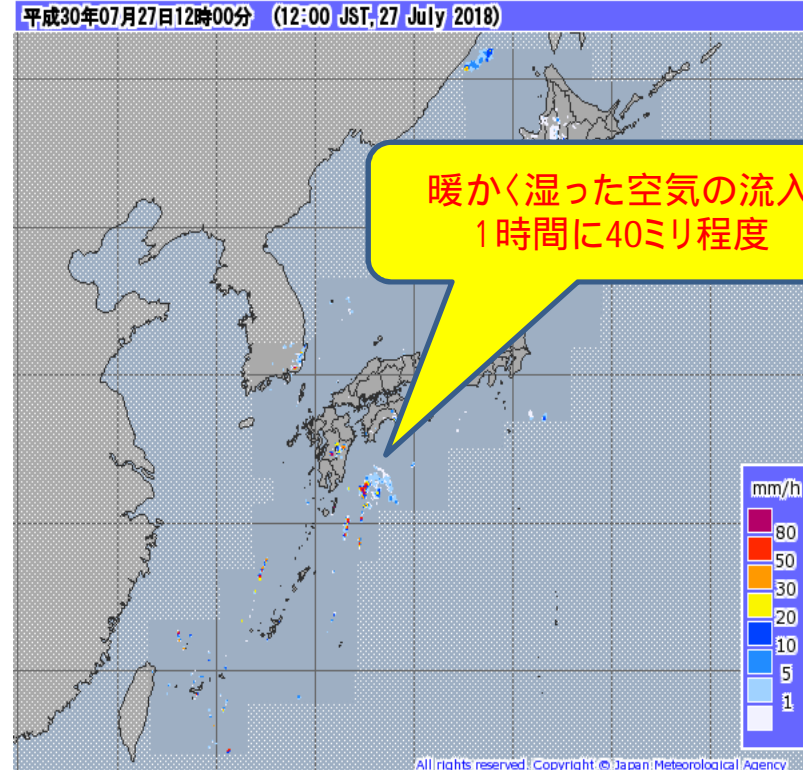 平成30年07月27日12時00分 (12:00 JST, 27 July 2018)
暖かく湿った空気の流入
1時間に40ミリ程度
mm/h
80
50
30
20
10
5
1
All rights reserved. Copyright © Japan Meteorological Agency